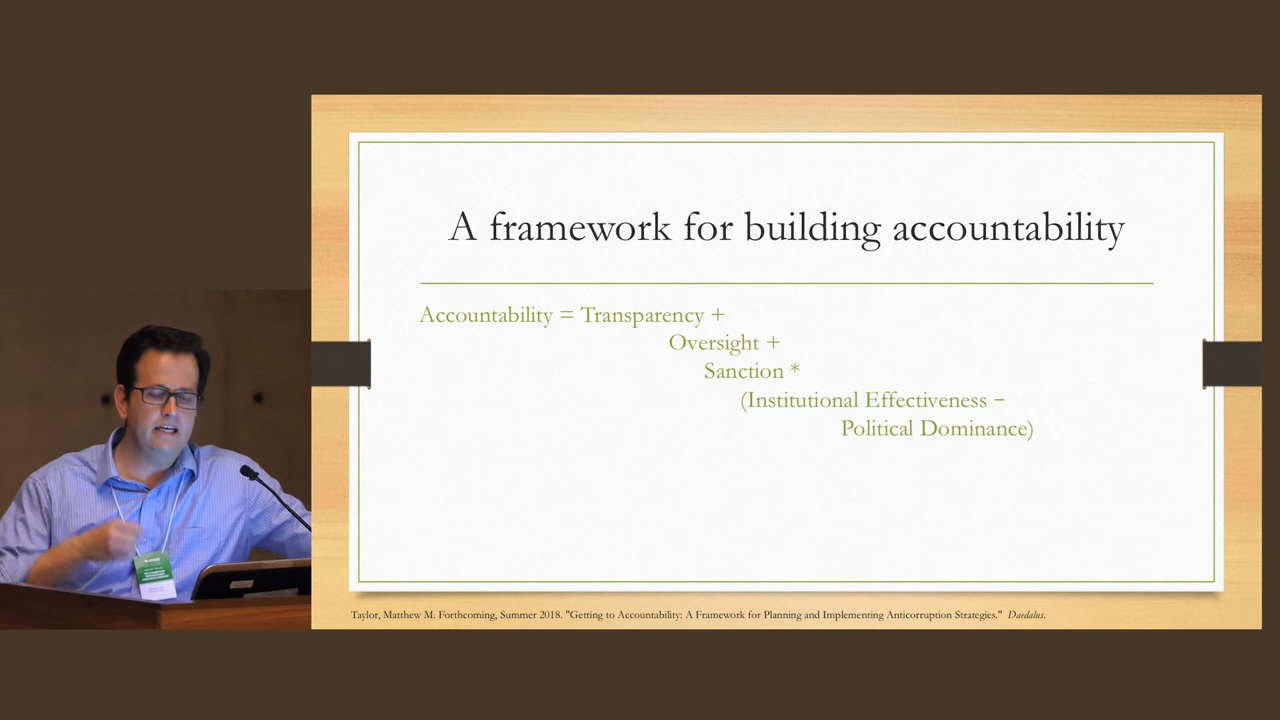 A framework for building accountability
Accountability = Transparency +
Oversight +
Sanction *
(Institutional Effectiveness −
Political Dominance)
Taylor, Matthew M. Forthcoming, Summer 2018. "Getting to Accountability: A Framework for Planning and Implementing Anticorruption Strategies." Daedalus.